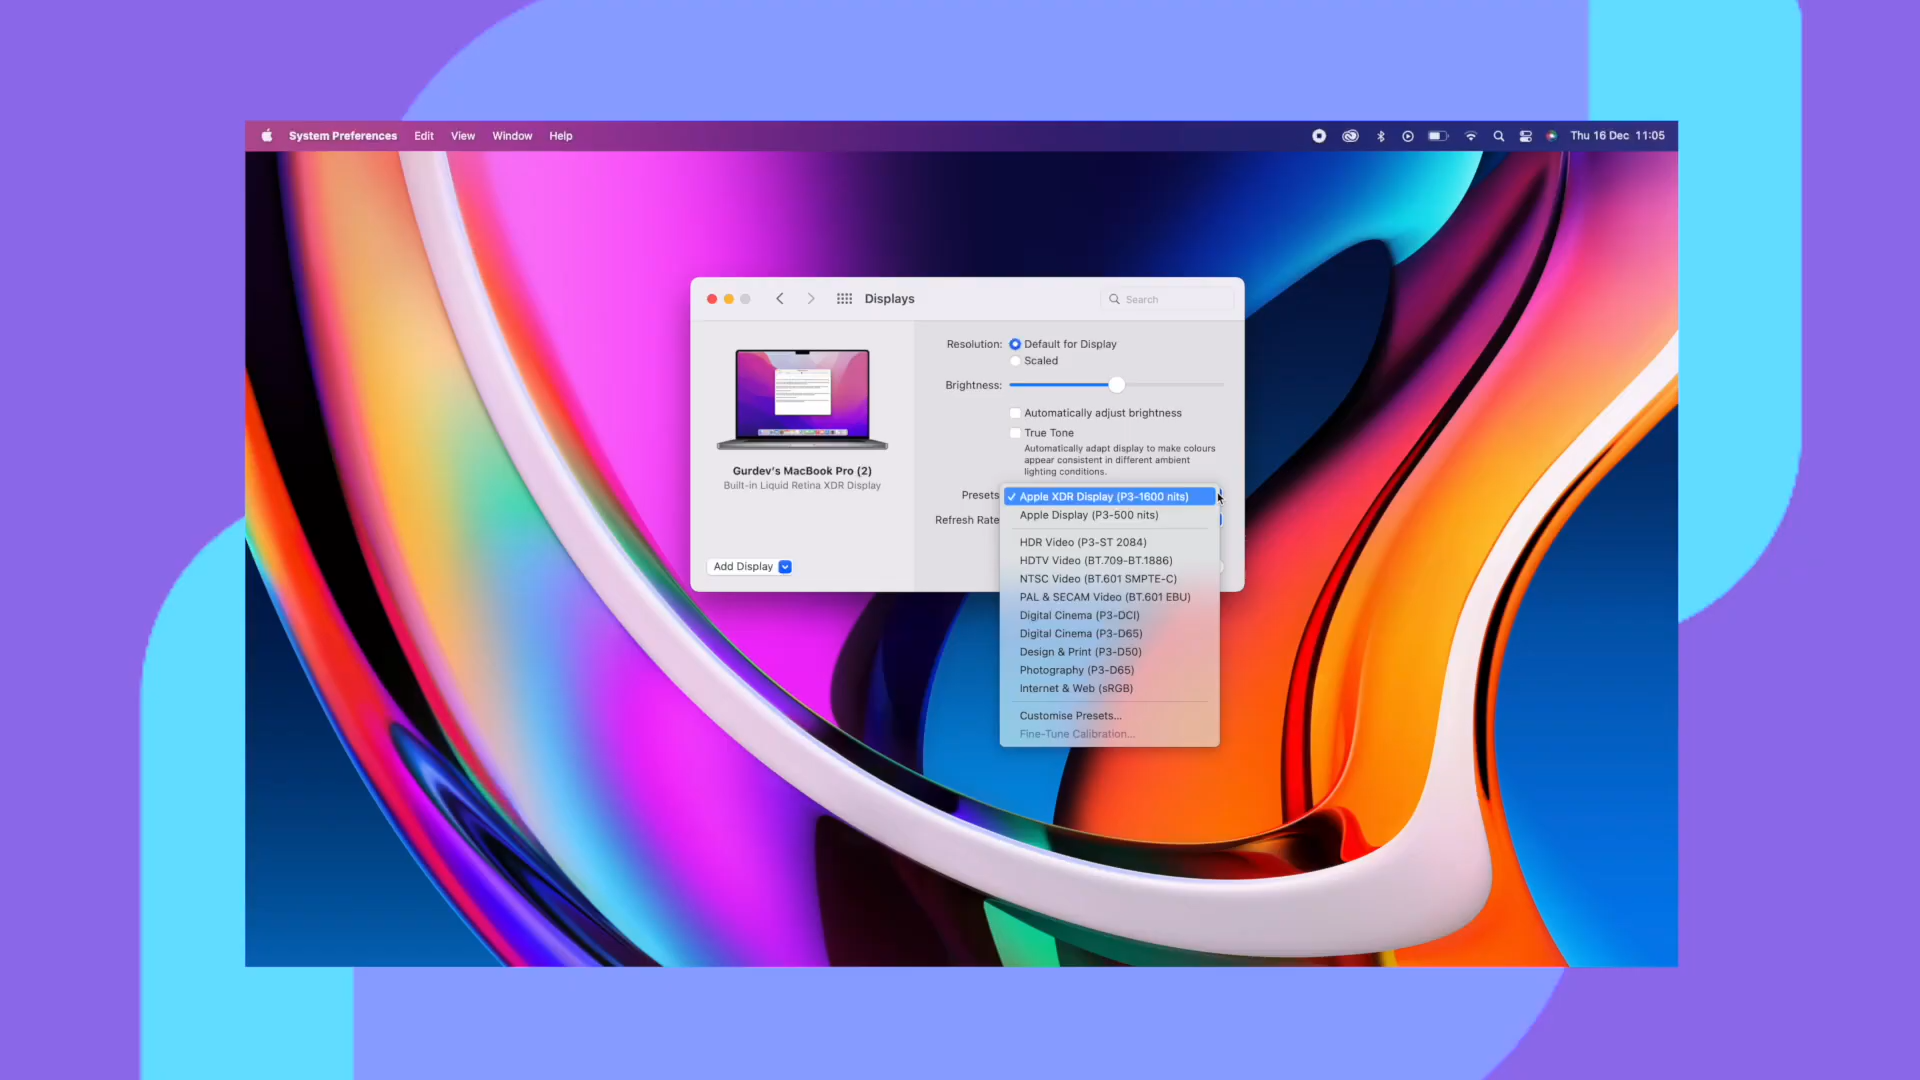 System Preferences Edit View Window Help
Thu 16 Dec 11:05
Displays
Search
Resolution: Default for Display
Scaled
Brightness:
Automatically adjust brightness
True Tone
Automatically adapt display to make colours
appear consistent in different ambient
lighting conditions.
Gurdev's MacBook Pro (2)
Built-in Liquid Retina XDR Display
Presets ✓ Apple XDR Display (P3-1600 nits)
Apple Display (P3-500 nits)
Refresh Rate
HDR Video (P3-ST 2084)
HDTV Video (BT.709-BT.1886)
NTSC Video (BT.601 SMPTE-C)
PAL & SECAM Video (BT.601 EBU)
Digital Cinema (P3-DCI)
Digital Cinema (P3-D65)
Design & Print (P3-D50)
Photography (P3-D65)
Internet & Web (sRGB)
Customise Presets...
Fine-Tune Calibration...
Add Display